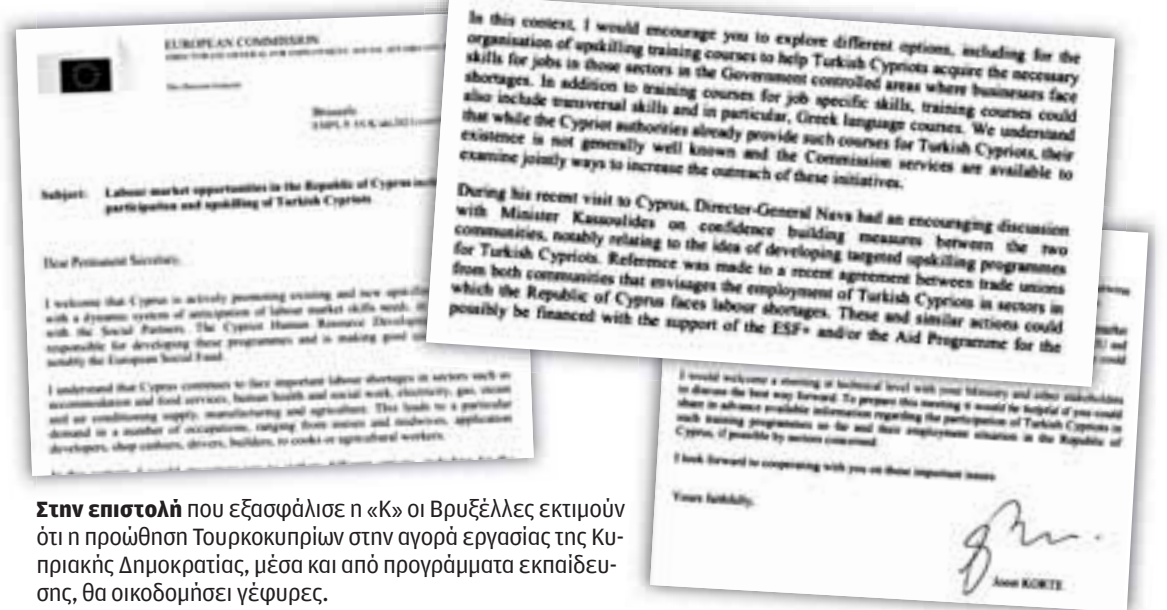 EUROPEAN COMMISSION
Brussels
Subject: Labour market opportunities in the Republic of Cyprus
participation and upskilling of Turkish Cypriots
Dear Permanent Secretary,
I welcome that Cyprus is actively promoting existing and new
with a dynamic system of anticipation of labour market skills needs,
with the Social Partners. The Cyprus Human Resource
responsible for developing these programmes and is making good
notably the European Social Fund.
I understand that Cyprus continues to face important labour shortages in sectors such as
accommodation and food services, human health and social work, electricity, gas, steam
and air conditioning supply, manufacturing and agriculture. This leads to a particular
demand in a number of occupations, ranging from nurses and midwives, application
developers, shop cashiers, drivers, builders, to cooks or agricultural workers.
In this context, I would encourage you to explore different options, including for the
organisation of upskilling training courses to help Turkish Cypriots acquire the necessary
skills for jobs in those sectors in the Government controlled areas where businesses face
shortages. In addition to training courses for job specific skills, training courses could
also include transversal skills and in particular, Greek language courses. We understand
that while the Cypriot authorities already provide such courses for Turkish Cypriots, their
existence is not generally well known and the Commission services are available to
examine jointly ways to increase the outreach of these initiatives.
During his recent visit to Cyprus, Director-General Nava had an encouraging discussion
with Minister Kassoulides on confidence building measures between the two
communities, notably relating to the idea of developing targeted upskilling programmes
for Turkish Cypriots. Reference was made to a recent agreement between trade unions
from both communities that envisages the employment of Turkish Cypriots in sectors in
which the Republic of Cyprus faces labour shortages. These and similar actions could
possibly be financed with the support of the ESF+ and/or the Aid Programme for the
could
I would welcome a meeting at technical level with your Ministry and other stakeholders
to discuss the best way forward. To prepare this meeting it would be helpful if you could
share in advance available information regarding the participation of Turkish Cypriots in
such training programmes so far and their employment situation in the Republic of
Cyprus, if possible by sectors concerned.
I look forward to cooperating with you on these important issues
Yours faithfully,
Joost KORTE
Στην επιστολή που εξασφάλισε η «Κ» οι Βρυξέλλες εκτιμούν
ότι η προώθηση Τουρκοκυπρίων στην αγορά εργασίας της Κυ-
πριακής Δημοκρατίας, μέσα και από προγράμματα εκπαίδευ-
σης, θα οικοδομήσει γέφυρες.